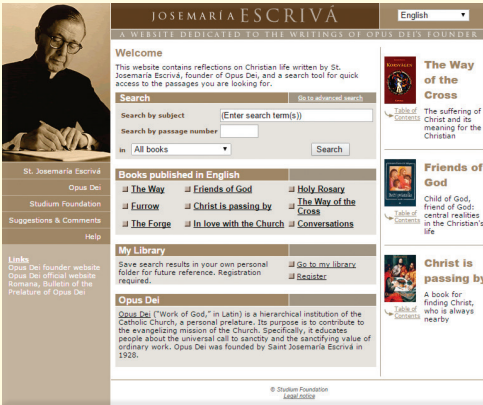 JOSEMARÍA ESCRIVÁ
English
A WEBSITE DEDICATED TO THE WRITINGS OF OPUS DEI'S FOUNDER
Welcome
This website contains reflections on Christian life written by St.
Josemaría Escrivá, founder of Opus Dei, and a search tool for quick
access to the passages you are looking for.
Search
Go to advanced search
Search by subject
(Enter search term(s))
Search by passage number
in
All books
Search
Books published in English
The Way
Friends of God
Holy Rosary
Furrow
Christ is passing by
The Way of the
Cross
The Forge
In love with the Church
Conversations
My Library
Save search results in your own personal
folder for future reference. Registration
required.
Go to my library
Register
Opus Dei
Opus Dei ("Work of God," in Latin) is a hierarchical institution of the
Catholic Church, a personal prelature. Its purpose is to contribute to
the evangelizing mission of the Church. Specifically, it educates
people about the universal call to sanctity and the sanctifying value of
ordinary work. Opus Dei was founded by Saint Josemaría Escrivá in
1928.
St. Josemaría Escrivá
Opus Dei
Studium Foundation
Suggestions & Comments
Help
Links
Opus Dei founder website
Opus Dei official website
Romana, Bulletin of the
Prelature of Opus Dei
The Way
of the
Cross
Table of
Contents
The suffering of
Christ and its
meaning for the
Christian
Friends of
God
Table of
Contents
Child of God,
friend of God:
central realities
in the Christian's
life
Christ is
passing by
Table of
Contents
A book for
finding Christ,
who is always
nearby
© Studium Foundation
Legal notice